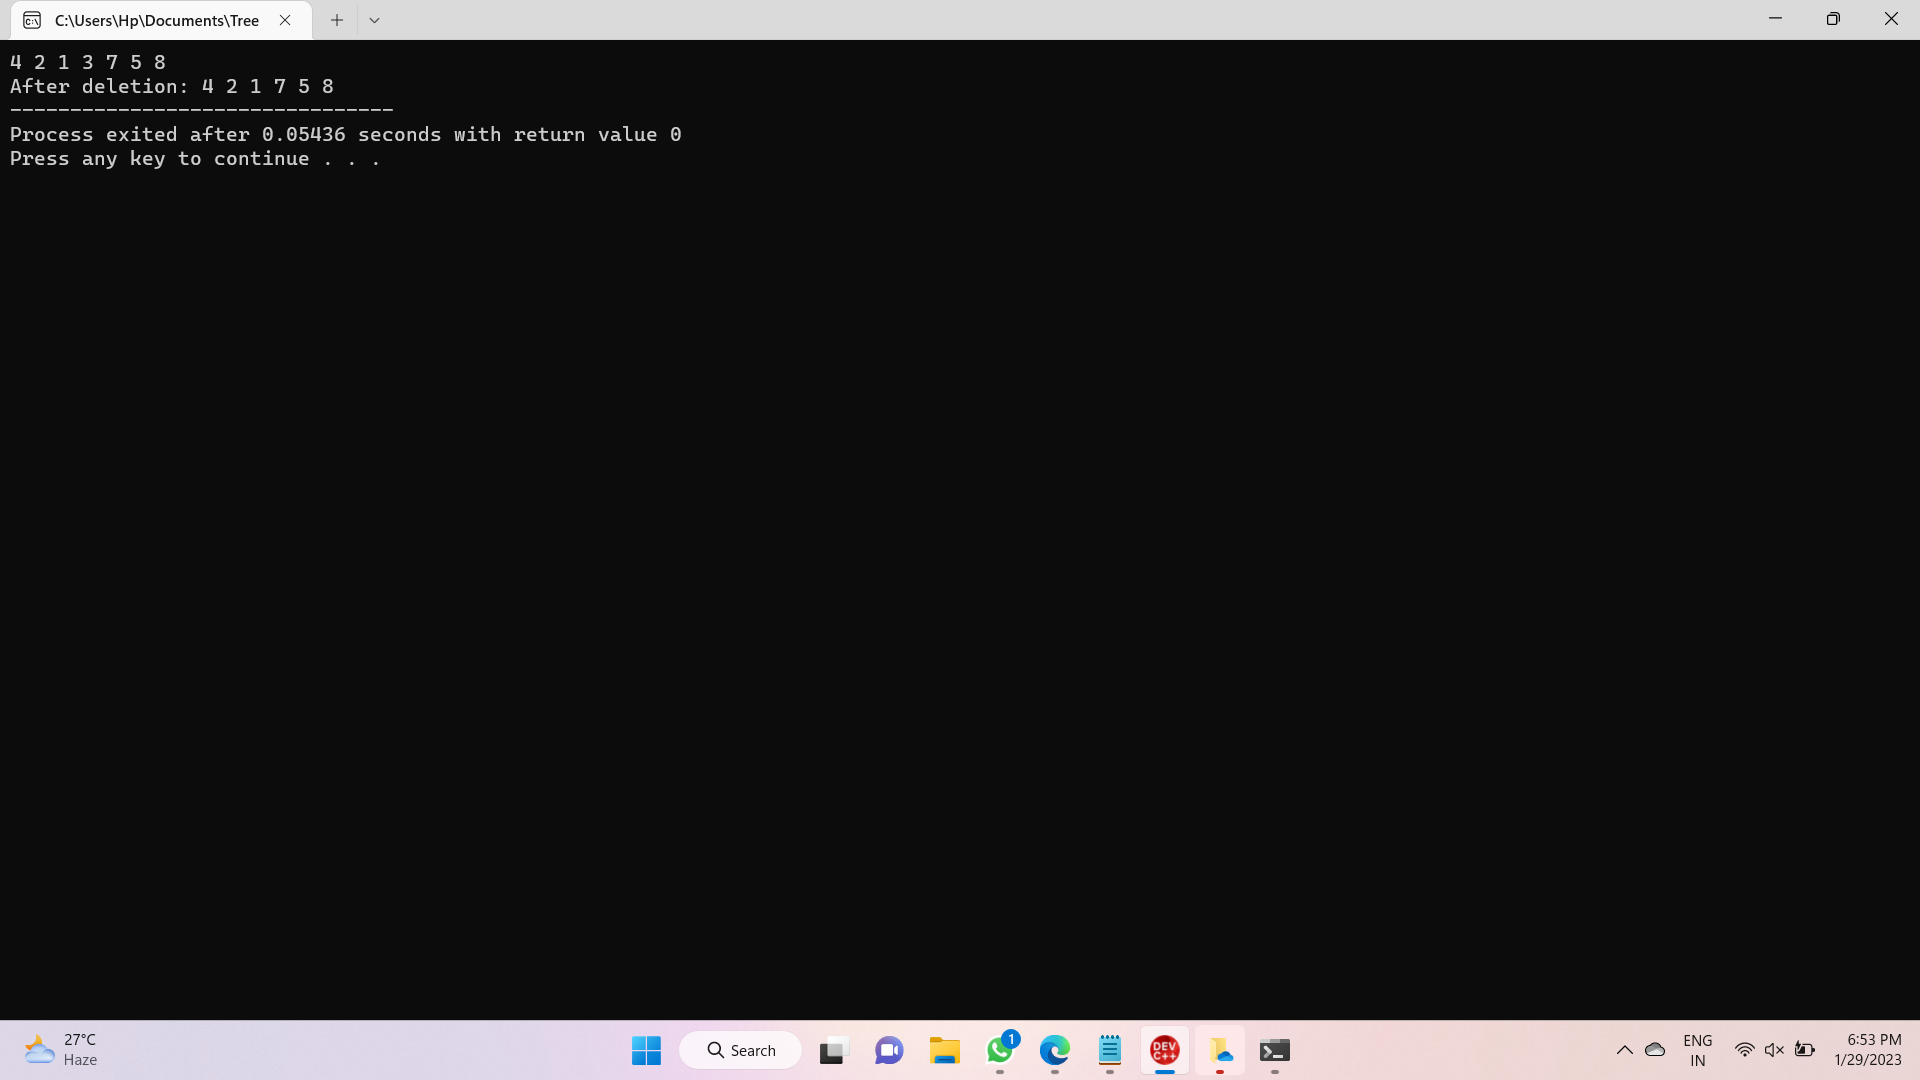 C:\Users\Hp\Documents\Tree
4 2 1 3 7 5 8
After deletion: 4 2 1 7 5 8
--------------------------------
Process exited after 0.05436 seconds with return value 0
Press any key to continue . . .
27°C
Haze
Search
1
DEV
C++
ENG
IN
6:53 PM
1/29/2023